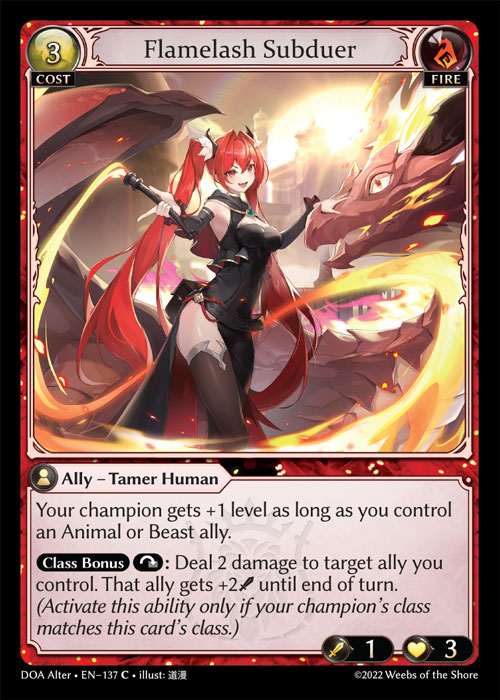 3
Flamelash Subduer
COST
FIRE
Ally – Tamer Human
Your champion gets +1 level as long as you control
an Animal or Beast ally.
Class Bonus : Deal 2 damage to target ally you
control. That ally gets +2 until end of turn.
(Activate this ability only if your champion's class
matches this card's class.)
1
3
DOA Alter • EN–137 C • illust: 道漫
©2022 Weebs of the Shore